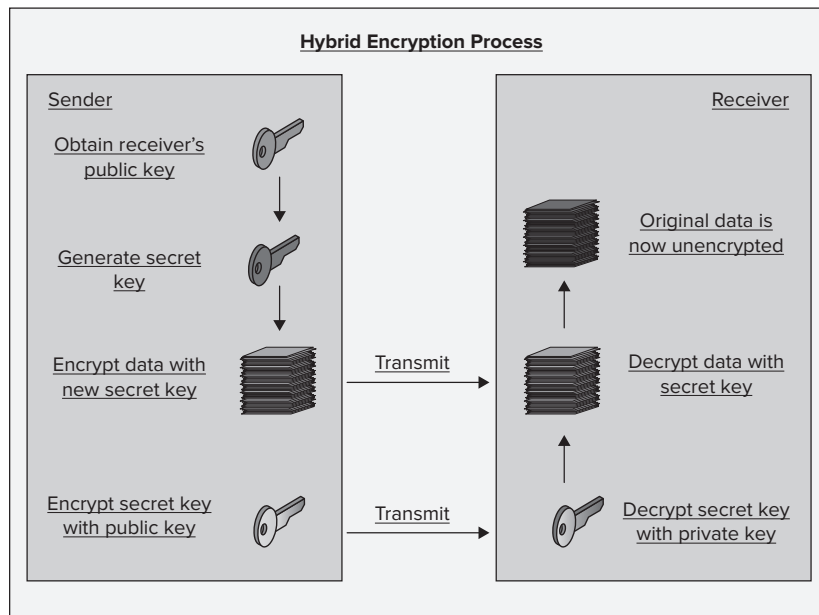 Hybrid Encryption Process
Sender
Obtain receiver's
public key
Generate secret
key
Encrypt data with
new secret key
Encrypt secret key
with public key
Transmit
Transmit
Receiver
Original data is
now unencrypted
Decrypt data with
secret key
Decrypt secret key
with private key